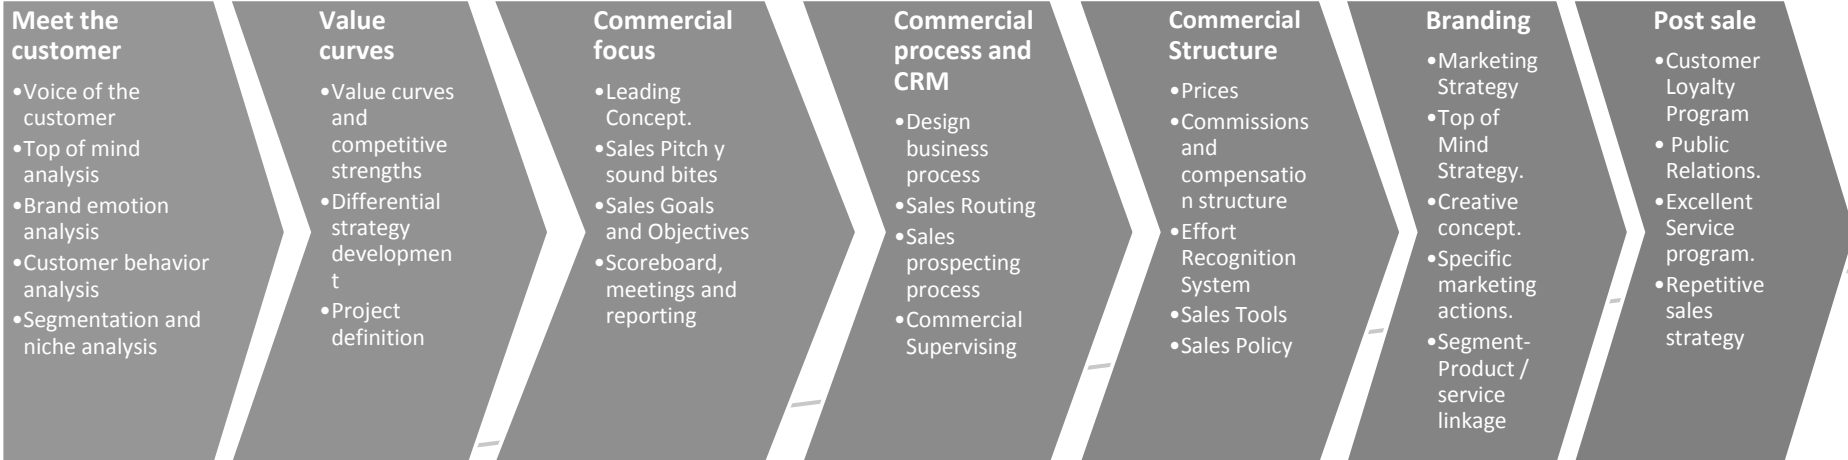 Meet the
customer
•Voice of the
customer
•Top of mind
analysis
•Brand emotion
analysis
•Customer behavior
analysis
•Segmentation and
niche analysis
Value
curves
•Value curves
and
competitive
strengths
•Differential
strategy
developmen
t
•Project
definition
Commercial
focus
•Leading
Concept.
•Sales Pitch y
sound bites
•Sales Goals
and Objectives
•Scoreboard,
meetings and
reporting
Commercial
process and
CRM
•Design
business
process
•Sales Routing
•Sales
prospecting
process
•Commercial
Supervising
Commercial
Structure
•Prices
•Commissions
and
compensatio
n structure
•Effort
Recognition
System
•Sales Tools
•Sales Policy
Branding
•Marketing
Strategy
•Top of
Mind
Strategy.
•Creative
concept.
•Specific
marketing
actions.
•Segment-
Product /
service
linkage
Post sale
•Customer
Loyalty
Program
• Public
Relations.
•Excellent
Service
program.
•Repetitive
sales
strategy